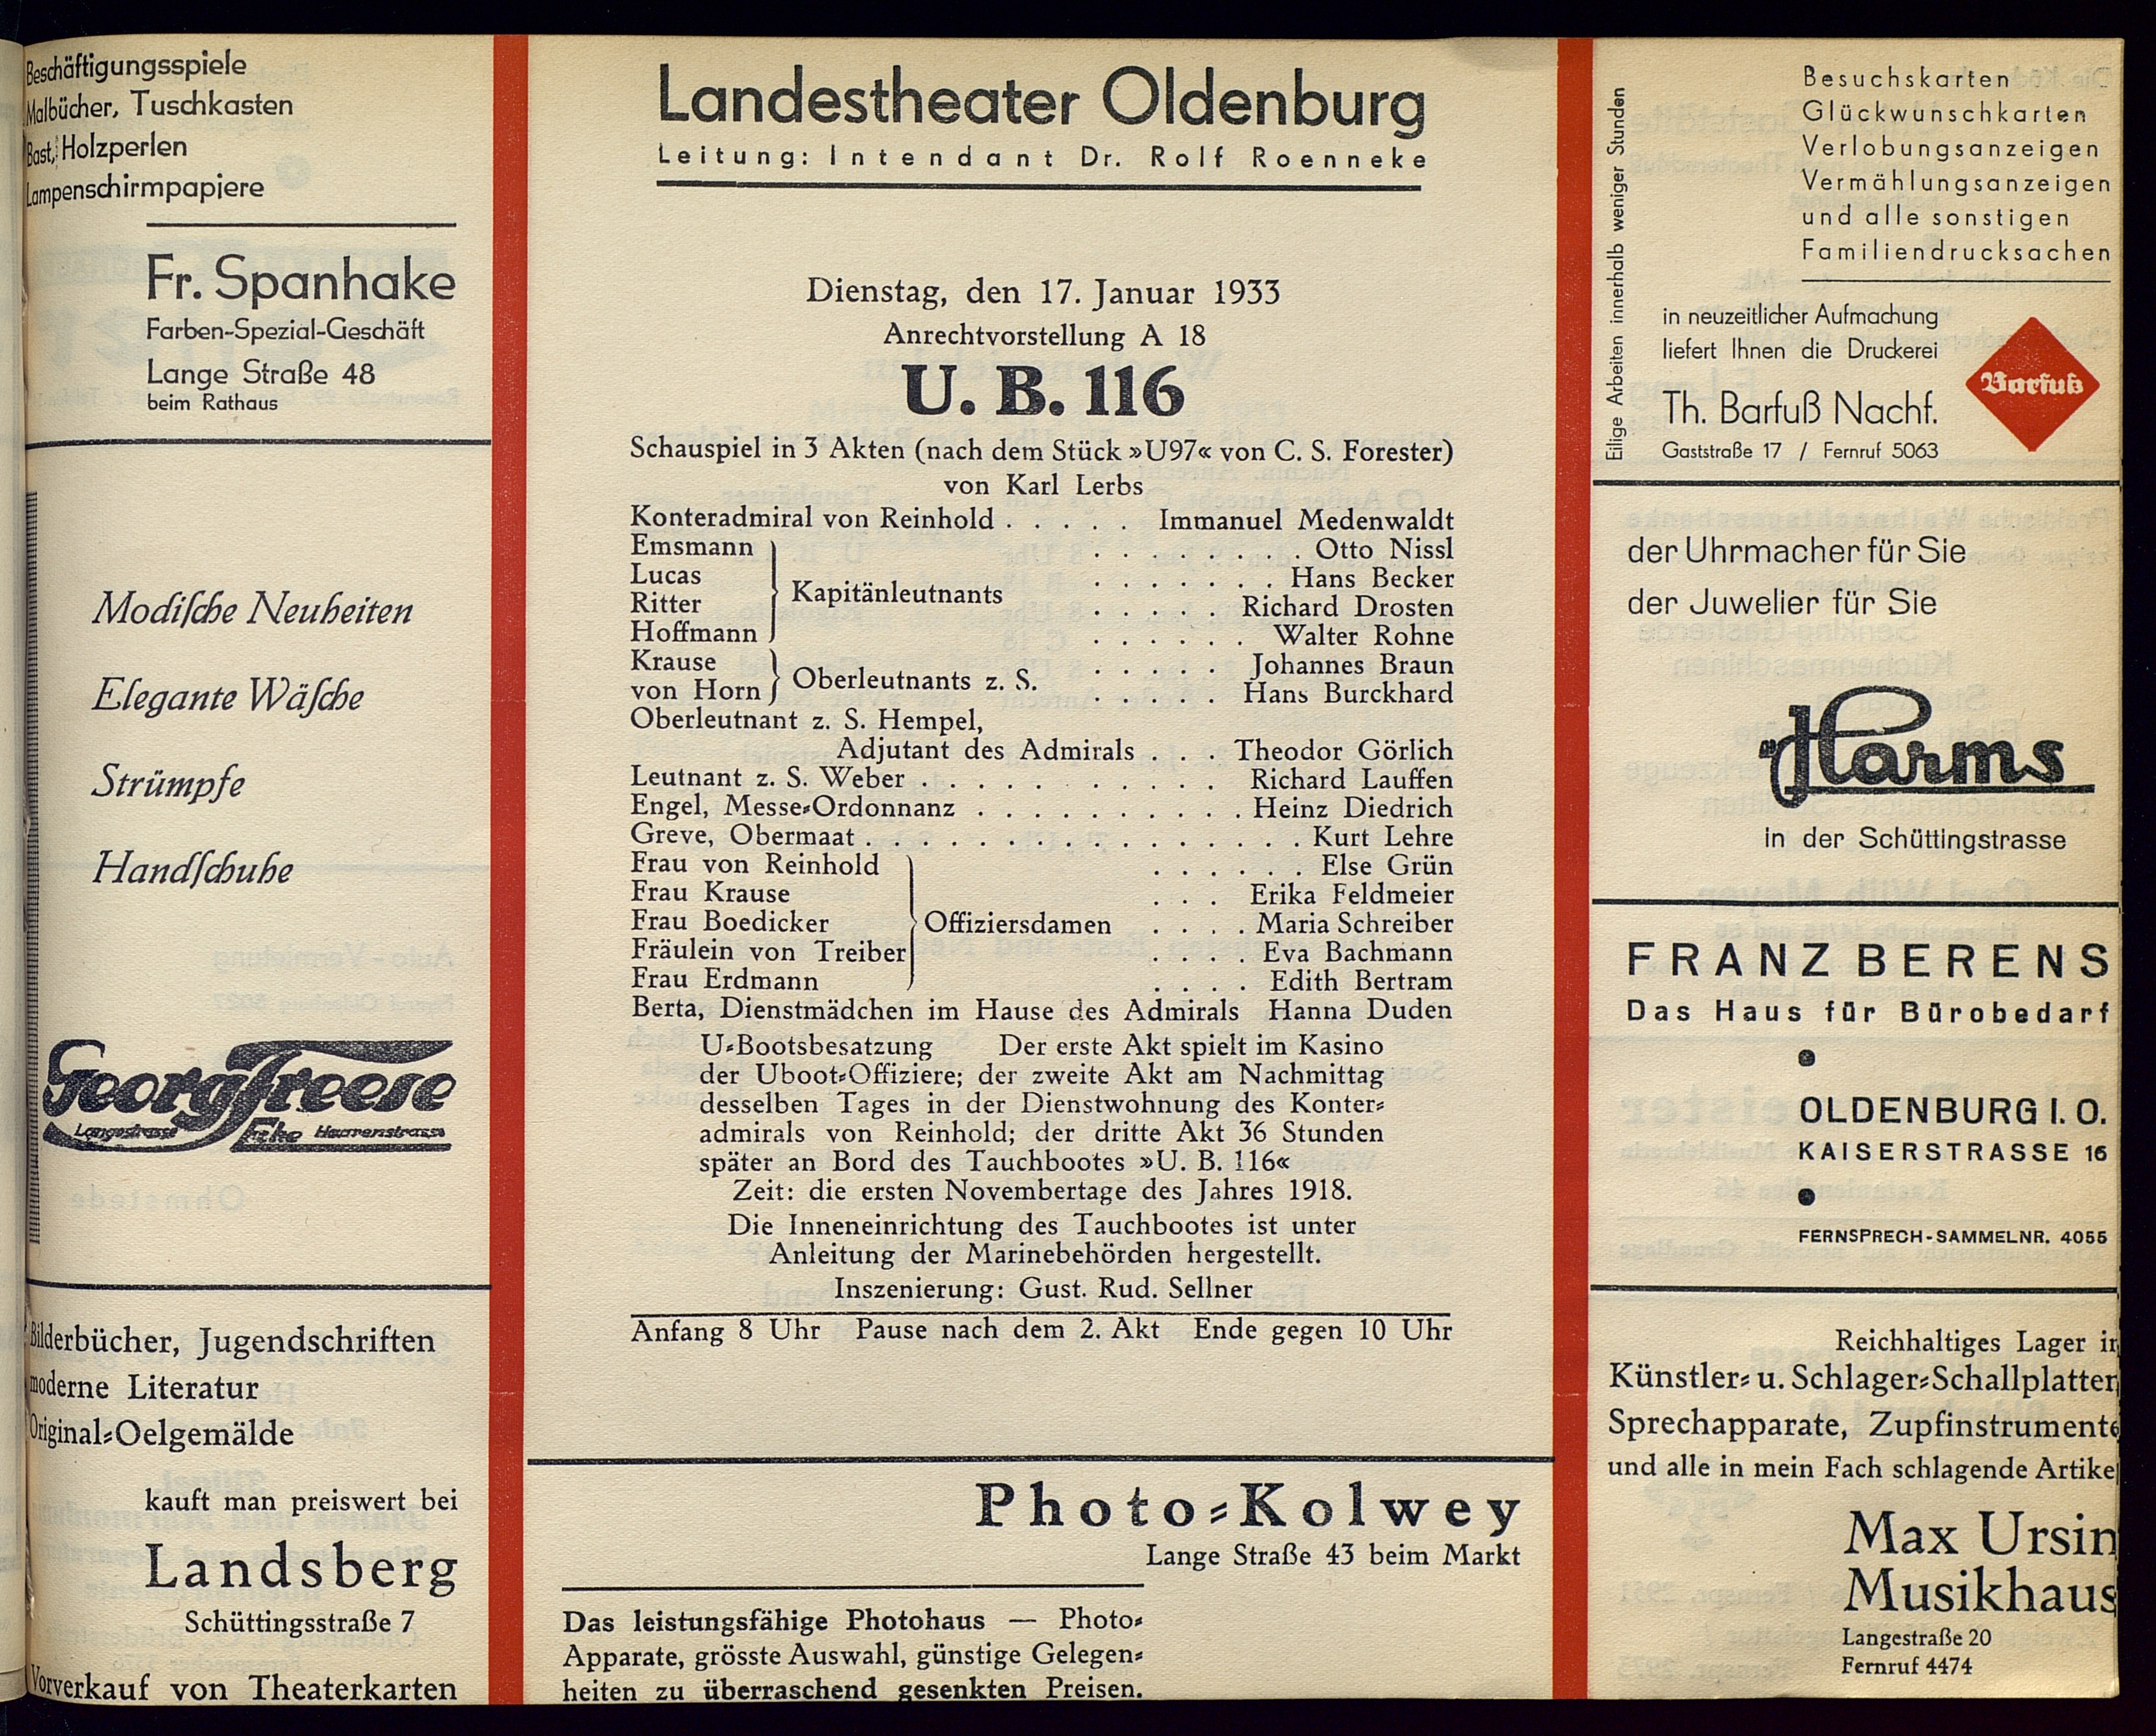 Beschäftigungsspiele
Malbücher, Tuschkasten
Bast, Holzperlen
Lampenschirmpapiere
Fr. Spanhake
Farben-Spezial-Geschäft
Lange Straße 48
beim Rathaus
Modische Neuheiten
Elegante Wäsche
Strümpfe
Handschuhe
Georg Freese
Langestrasse Ecke Haarenstrasse
Bilderbücher, Jugendschriften
moderne Literatur
Original-Oelgemälde
kauft man preiswert bei
Landsberg
Schüttingsstraße 7
Vorverkauf von Theaterkarten
Landestheater Oldenburg
Leitung: Intendant Dr. Rolf Roenneke
Dienstag, den 17. Januar 1933
Anrechtvorstellung A 18
U. B. 116
Schauspiel in 3 Akten (nach dem Stück »U97« von C. S. Forester)
von Karl Lerbs
Konteradmiral von Reinhold . . . . . Immanuel Medenwaldt
Emsmann . . . . . . . . Otto Nissl
Lucas . . . . . . . Hans Becker
Kapitänleutnants
Ritter . . . . . Richard Drosten
Hoffmann . . . . . . Walter Rohne
Krause . . . . . Johannes Braun
Oberleutnants z. S.
von Horn . . . . . Hans Burckhard
Oberleutnant z. S. Hempel,
Adjutant des Admirals . . . Theodor Görlich
Leutnant z. S. Weber . . . . . . . . . . Richard Lauffen
Engel, Messe-Ordonnanz . . . . . . . . . . Heinz Diedrich
Greve, Obermaat . . . . . . . . . . . . . . . . Kurt Lehre
Frau von Reinhold . . . . . . Else Grün
Frau Krause . . . Erika Feldmeier
Frau Boedicker Offiziersdamen . . . . Maria Schreiber
Fräulein von Treiber . . . . Eva Bachmann
Frau Erdmann . . . . Edith Bertram
Berta, Dienstmädchen im Hause des Admirals Hanna Duden
U-Bootsbesatzung Der erste Akt spielt im Kasino
der Uboot-Offiziere; der zweite Akt am Nachmittag
desselben Tages in der Dienstwohnung des Konter-
admirals von Reinhold; der dritte Akt 36 Stunden
später an Bord des Tauchbootes »U. B. 116«
Zeit: die ersten Novembertage des Jahres 1918.
Die Inneneinrichtung des Tauchbootes ist unter
Anleitung der Marinebehörden hergestellt.
Inszenierung: Gust. Rud. Sellner
Anfang 8 Uhr Pause nach dem 2. Akt Ende gegen 10 Uhr
Photo-Kolwey
Lange Straße 43 beim Markt
Das leistungsfähige Photohaus — Photo-
Apparate, grösste Auswahl, günstige Gelegen-
heiten zu überraschend gesenkten Preisen.
Eilige Arbeiten innerhalb weniger Stunden
Besuchskarten
Glückwunschkarten
Verlobungsanzeigen
Vermählungsanzeigen
und alle sonstigen
Familiendrucksachen
in neuzeitlicher Aufmachung
liefert Ihnen die Druckerei
Th. Barfuß Nachf.
Gaststraße 17 / Fernruf 5063
Barfuß
der Uhrmacher für Sie
der Juwelier für Sie
Harms
in der Schüttingstrasse
FRANZ BERENS
Das Haus für Bürobedarf
OLDENBURG I. O.
KAISERSTRASSE 16
FERNSPRECH-SAMMELNR. 4055
Reichhaltiges Lager in
Künstler- u. Schlager-Schallplatten
Sprechapparate, Zupfinstrumente
und alle in mein Fach schlagende Artikel
Max Ursin
Musikhaus
Langestraße 20
Fernruf 4474